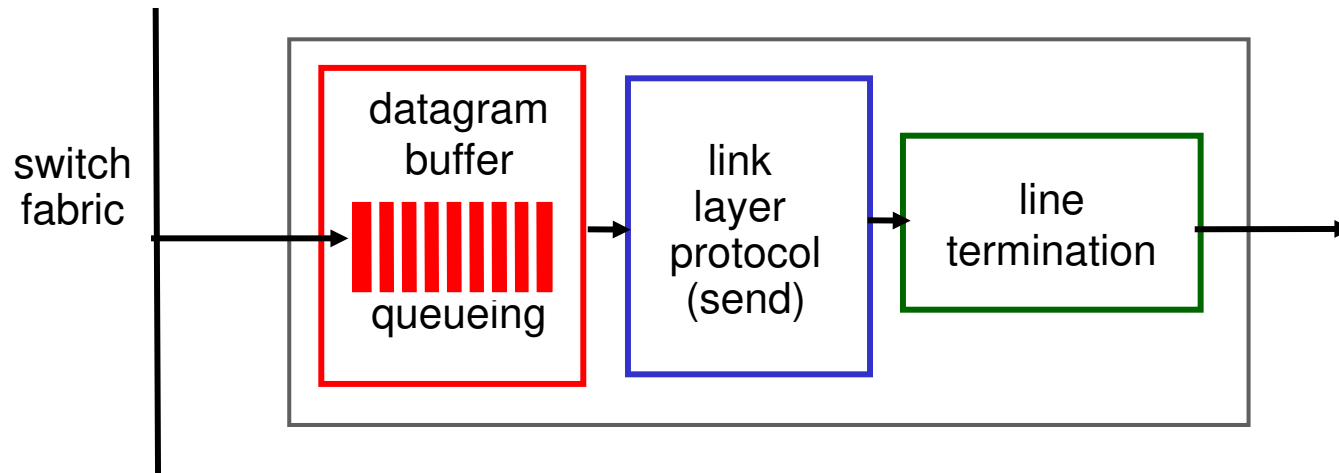 switch
fabric
datagram
buffer
queueing
link
layer
protocol
(send)
line
termination